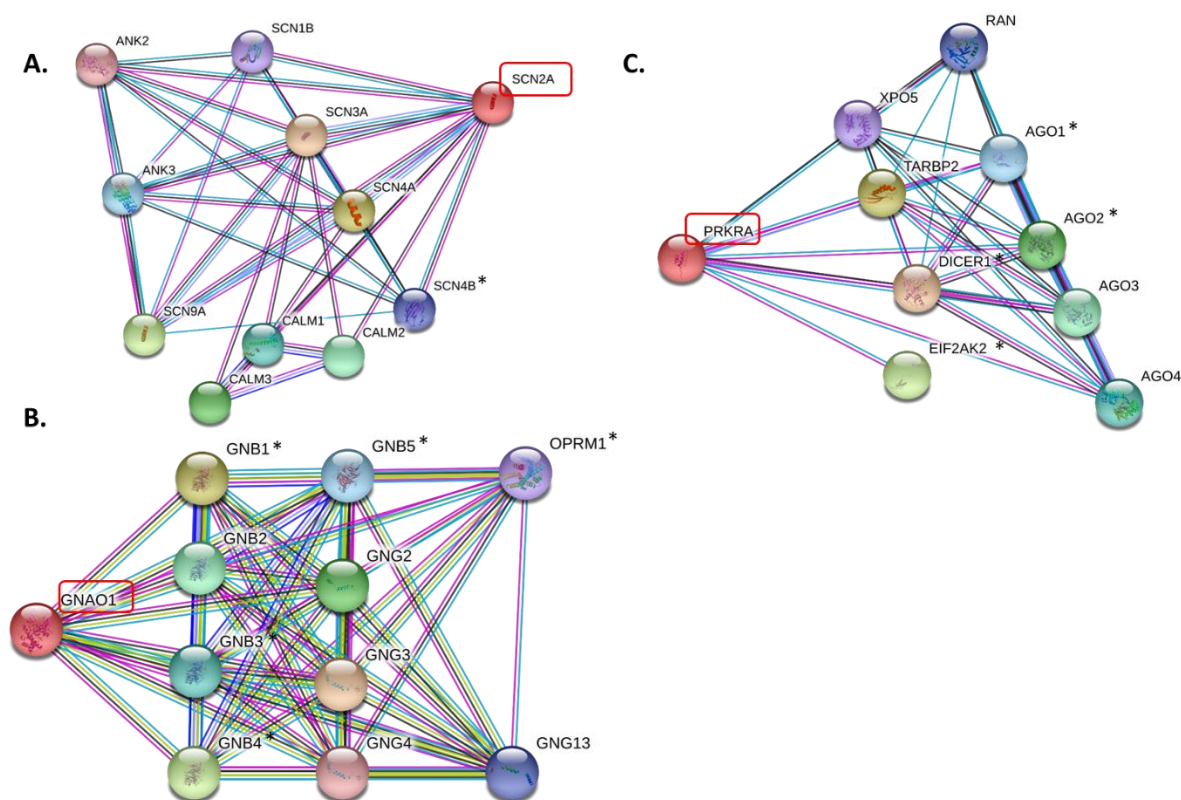 A.
ANK2
SCN1B
SCN2A
SCN3A
ANK3
SCN4A
SCN4B *
SCN9A
CALM1
CALM2
CALM3
C.
RAN
XPO5
AGO1 *
TARBP2
PRKRA
AGO2 *
DICER1 *
AGO3
EIF2AK2 *
AGO4
B.
GNB1 *
GNB5 *
OPRM1 *
GNB2
GNG2
GNAO1
GNB3 *
GNG3
GNB4 *
GNG4
GNG13